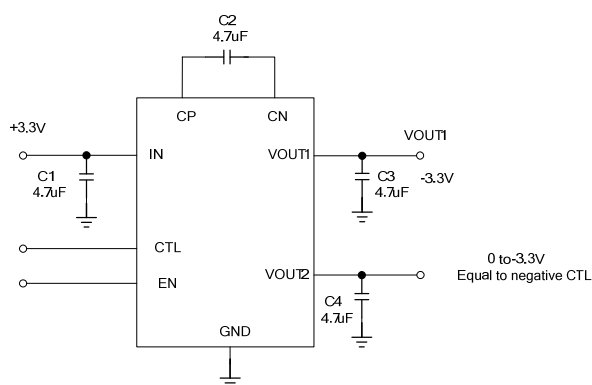 C2
4.7uF
CP
CN
+3.3V
IN
VOUT1
VOUT1
C1
4.7uF
C3
4.7uF
-3.3V
CTL
EN
VOUT2
0 to-3.3V
Equal to negative CTL
C4
4.7uF
GND